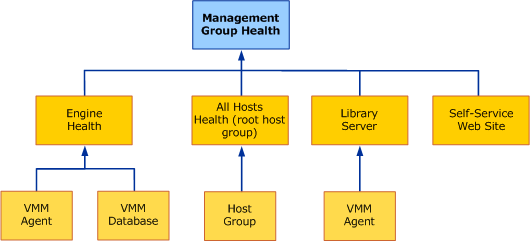 Management
Group Health
Engine
Health
All Hosts
Health (root host
group)
Library
Server
Self-Service
Web Site
VMM
Agent
VMM
Database
Host
Group
VMM
Agent